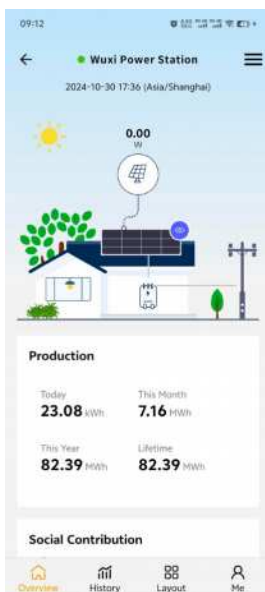 09:12
Wuxi Power Station
2024-10-30 17:36 (Asia/Shanghai)
0.00
W
Production
Today
This Month
23.08 kWh
7.16 MWh
This Year
Lifetime
82.39 MWh
82.39 MWh
Social Contribution
Overview
History
Layout
Me